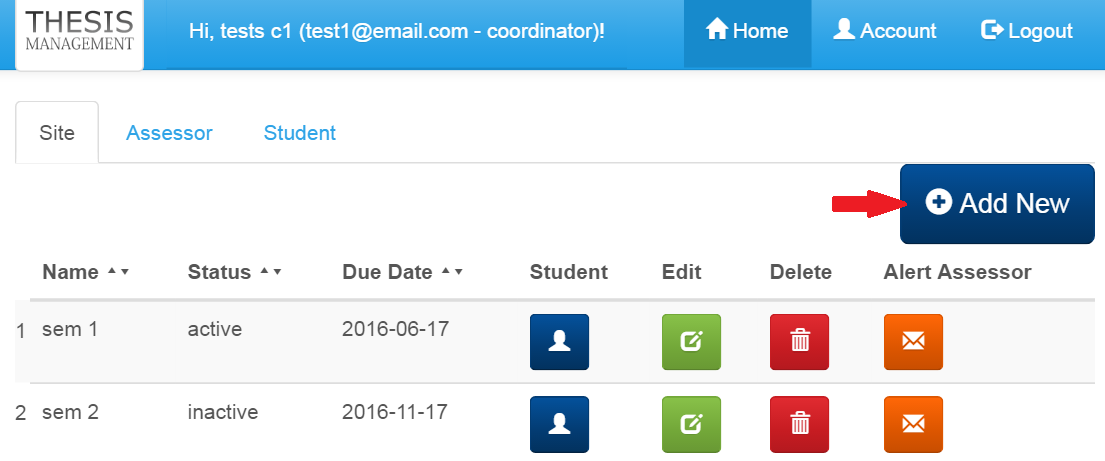 THESIS
MANAGEMENT
Hi, tests c1 (test1@email.com - coordinator)!
Home
Account
Logout
Site
Assessor
Student
Add New
Name
Status
Due Date
Student
Edit
Delete
Alert Assessor
1 sem 1 active 2016-06-17
2 sem 2 inactive 2016-11-17